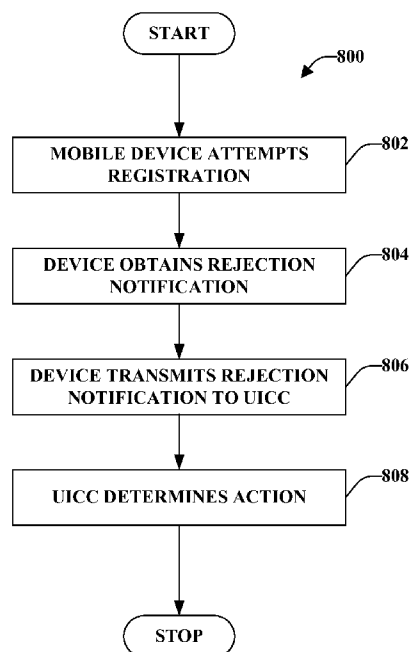 START
800
MOBILE DEVICE ATTEMPTS
REGISTRATION
802
DEVICE OBTAINS REJECTION
NOTIFICATION
804
DEVICE TRANSMITS REJECTION
NOTIFICATION TO UICC
806
UICC DETERMINES ACTION
808
STOP